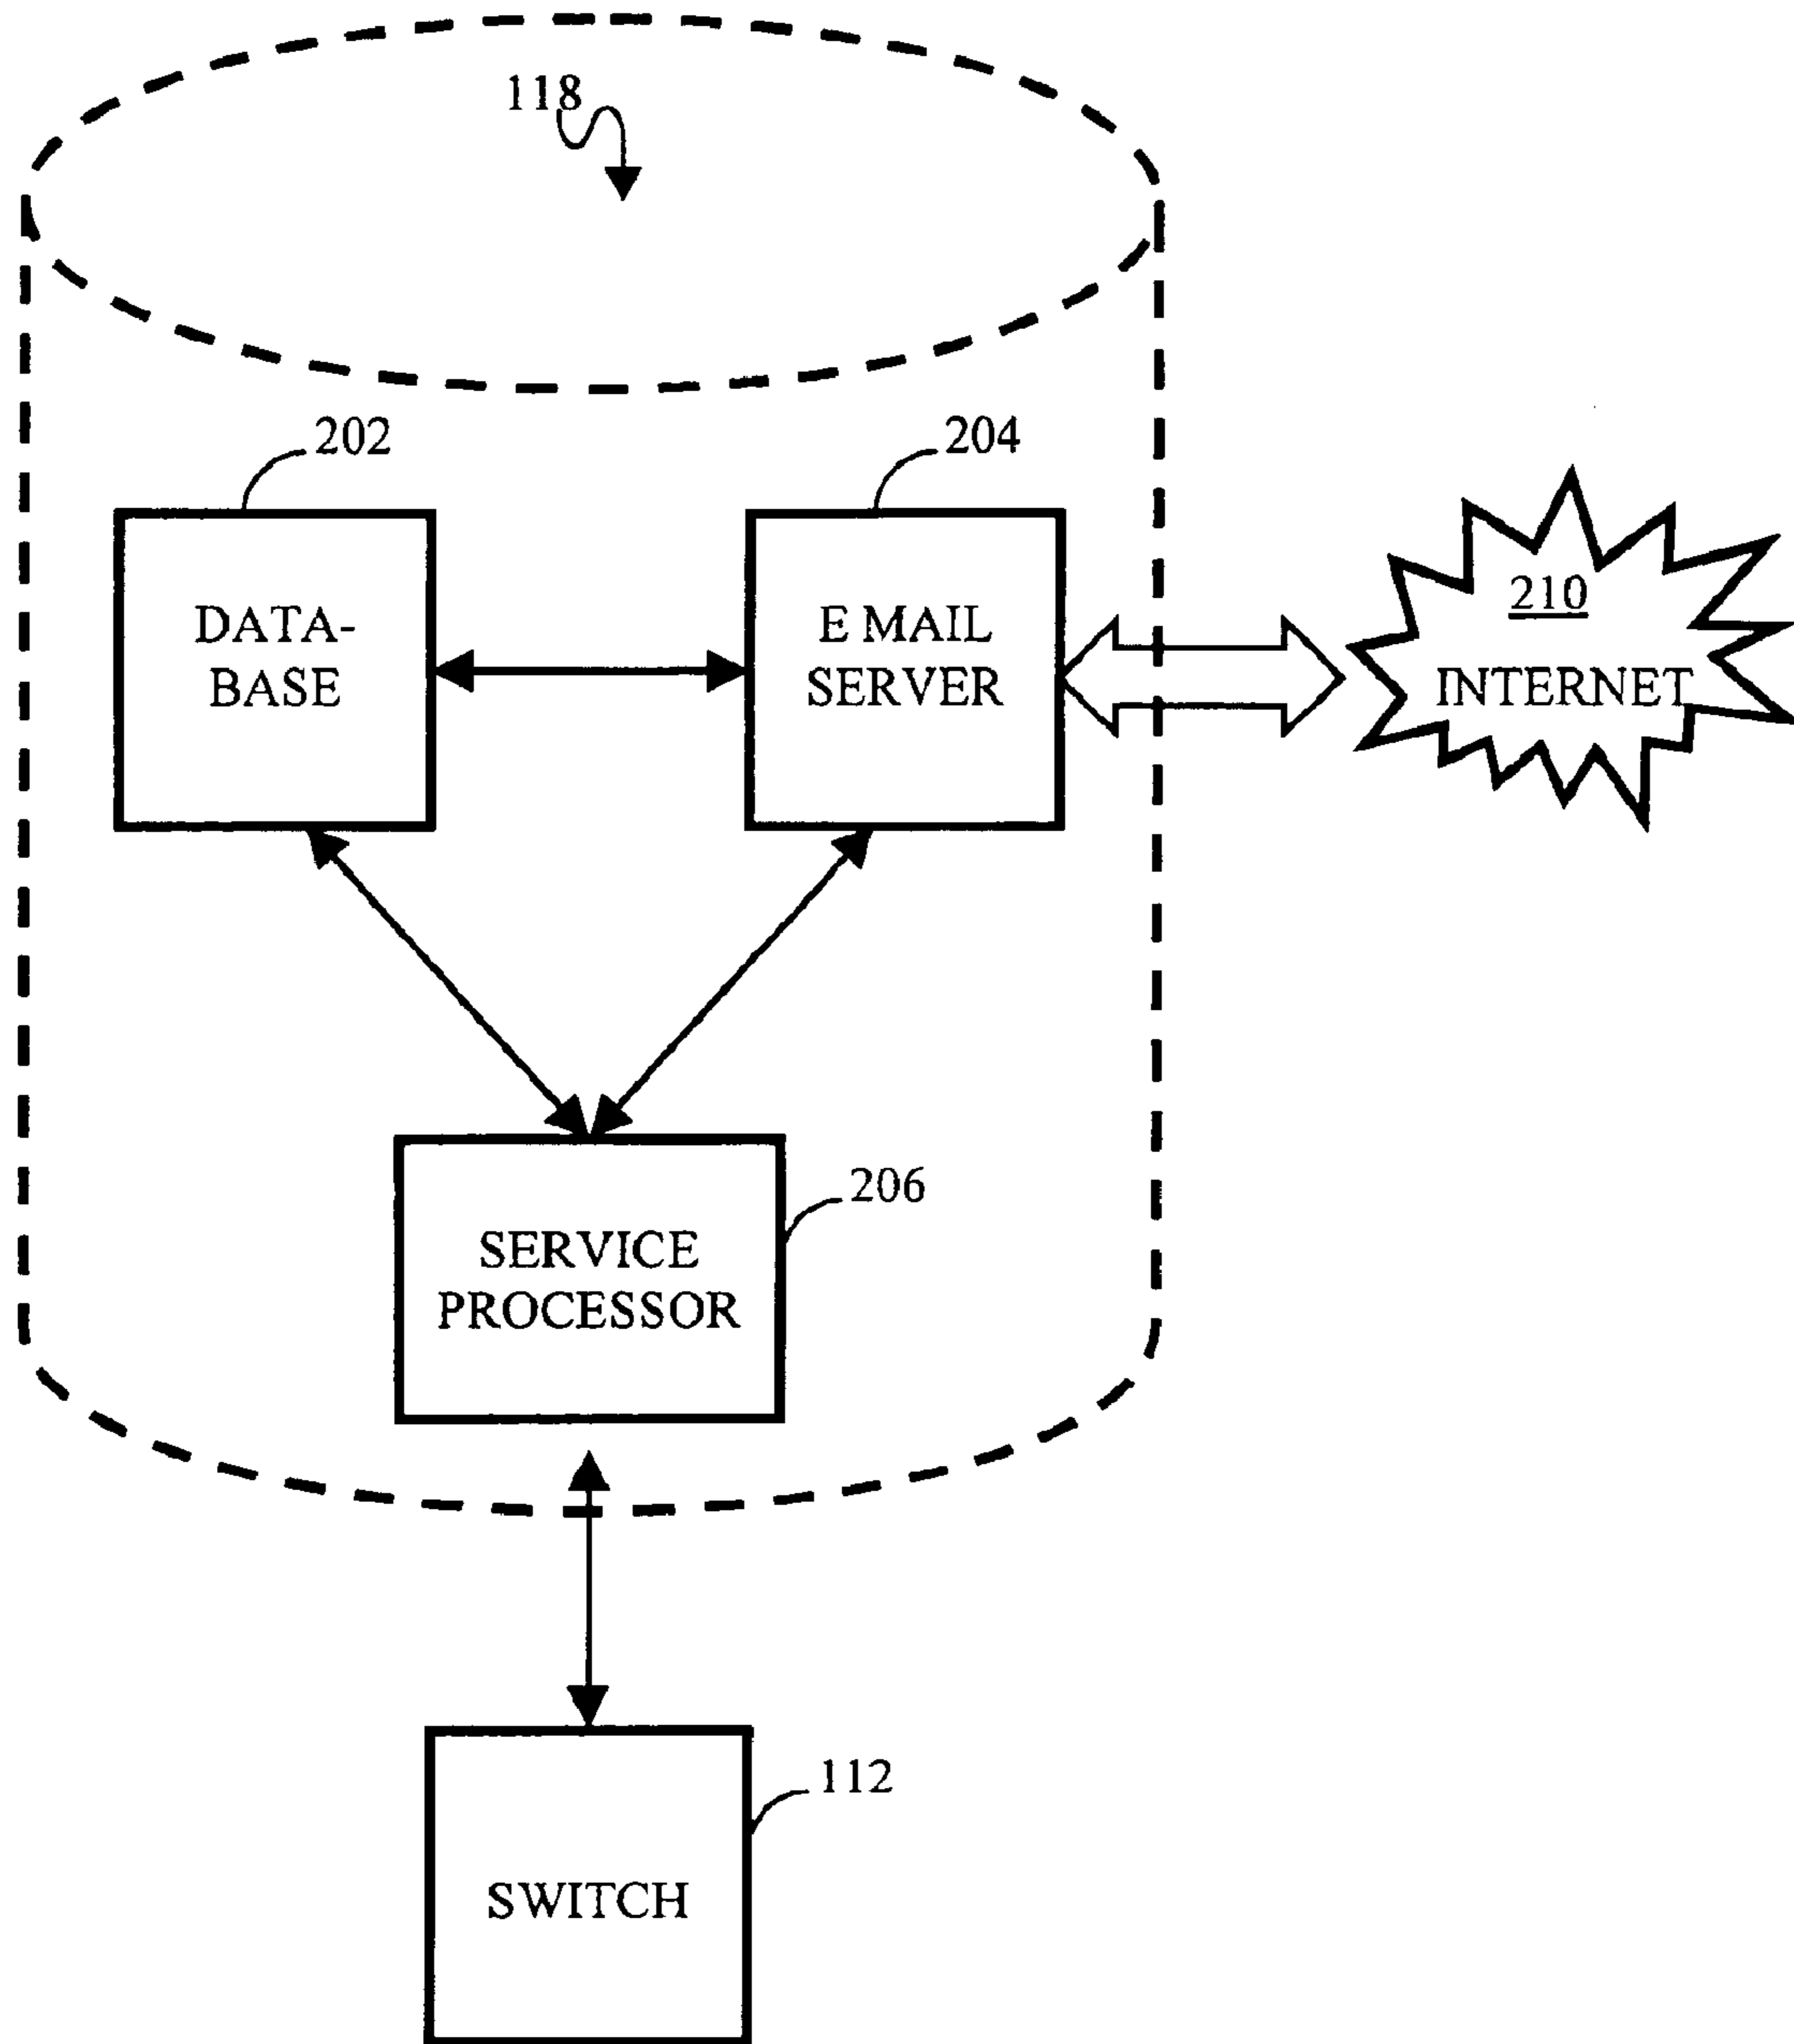 118
202
204
DATA-
BASE
E MAIL
SERVER
210
INTERNET
206
SERVICE
PROCESSOR
112
SWITCH